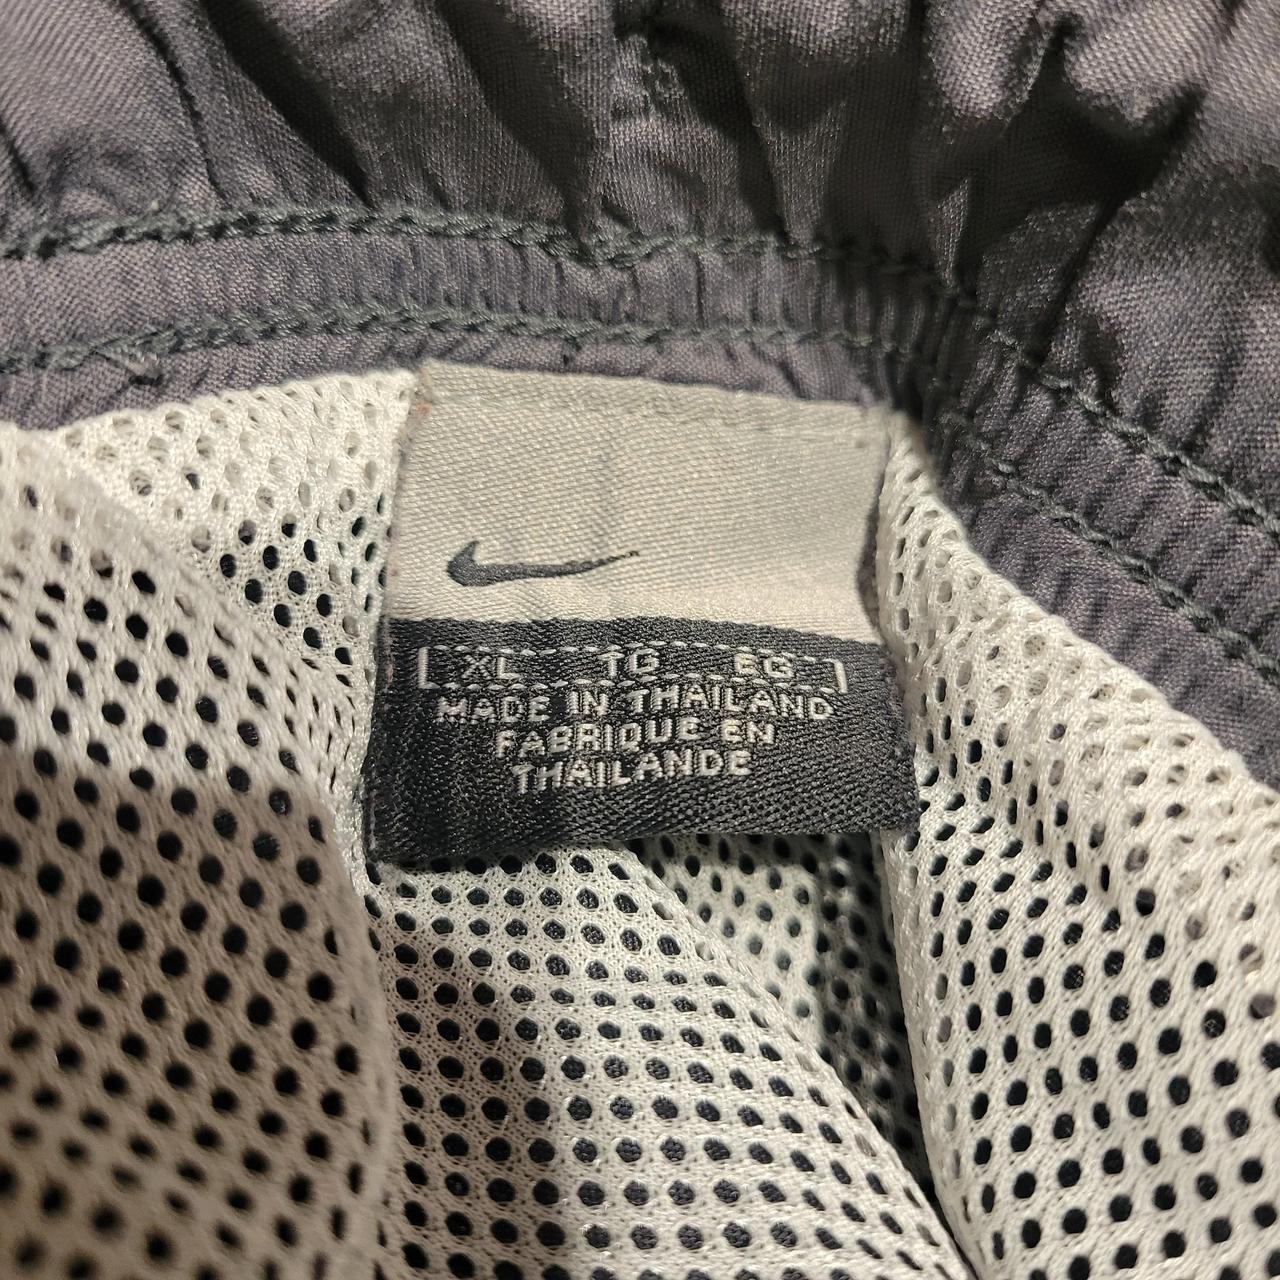 XL TG EG
MADE IN THAILAND
FABRIQUE EN
THAILANDE